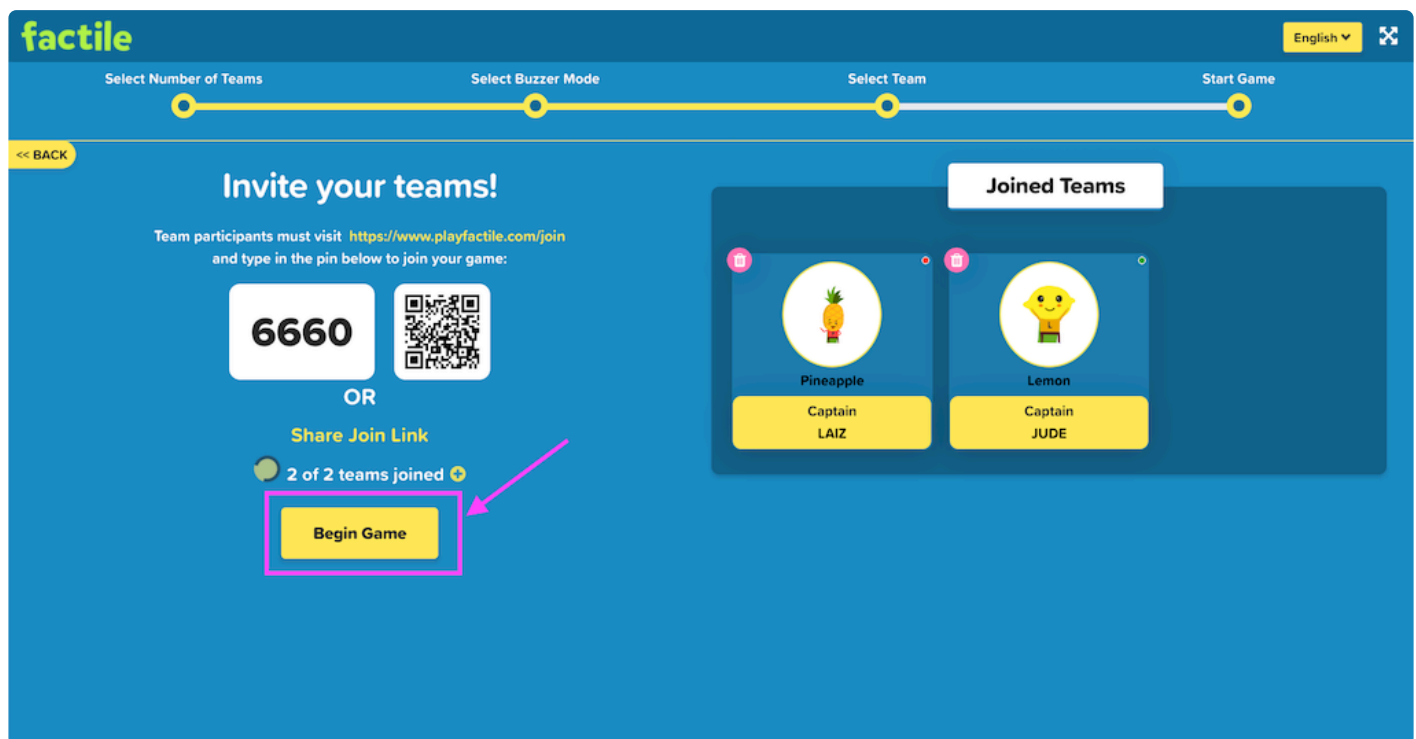 factile
English
Select Number of Teams
Select Buzzer Mode
Select Team
Start Game
<< BACK
Invite your teams!
Team participants must visit https://www.playfactile.com/join
and type in the pin below to join your game:
6660
OR
Share Join Link
2 of 2 teams joined
Begin Game
Joined Teams
Pineapple
Captain
LAIZ
Lemon
Captain
JUDE